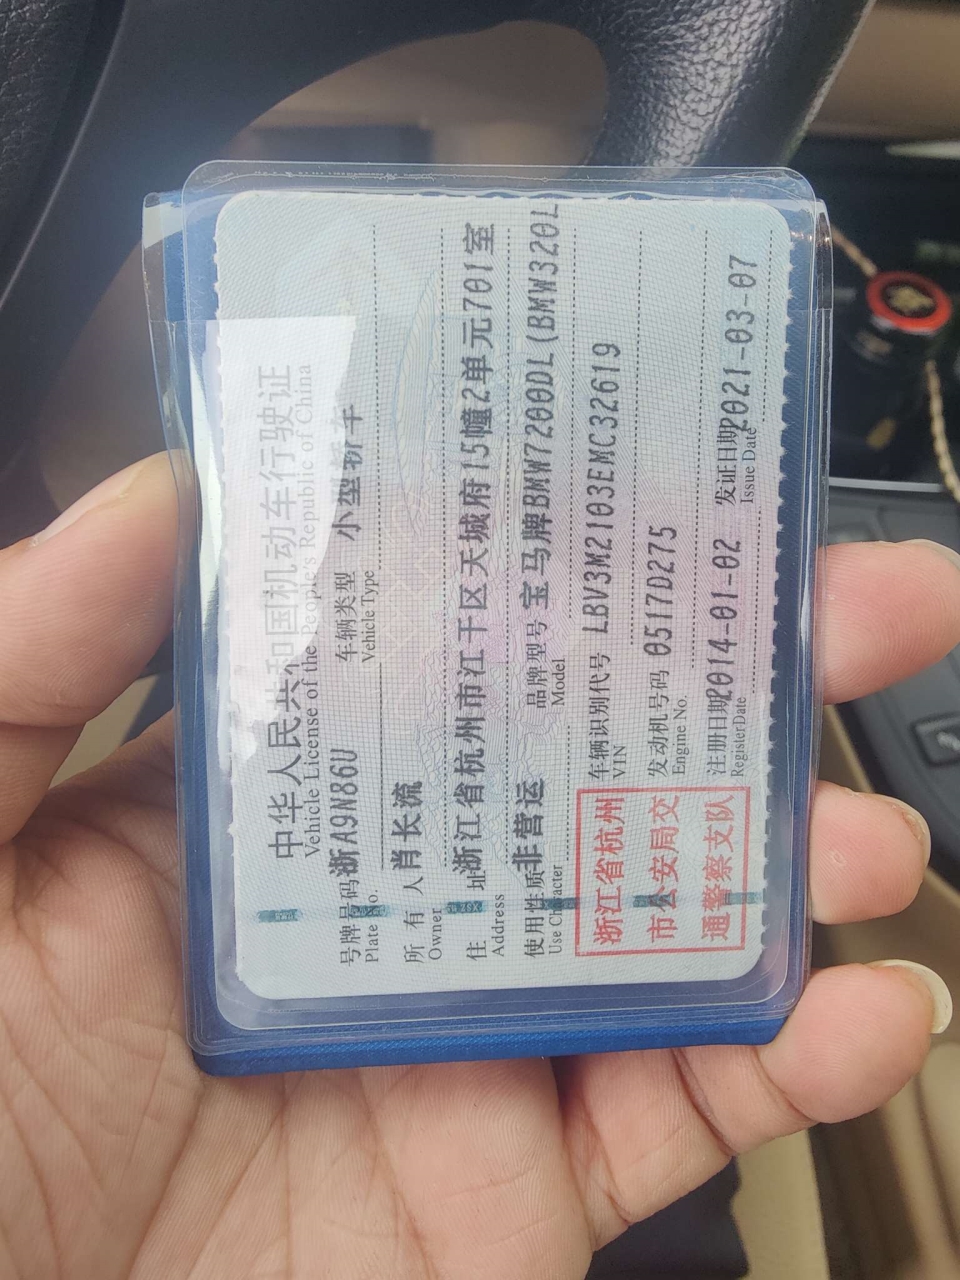 中华人民共和国机动车行驶证
Vehicle License of the People's Republic of China
号牌号码 浙A9N86U 车辆类型 小型轿车
Plate No. Vehicle Type
所有人 肖长流
Owner
住址 浙江省杭州市江干区天城府15幢2单元701室
Address
使用性质 非营运 品牌型号 宝马牌BMW7200DL(BMW320L
Use Character Model
浙江省杭州
市公安局交
通警察支队
车辆识别代号 LBV3M2103EMC32619
VIN
发动机号码 0517D275
Engine No.
注册日期 2014-01-02 发证日期 2021-03-07
Register Date Issue Date